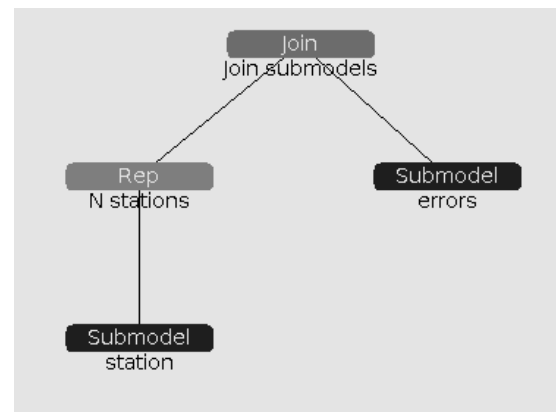 Join
Join submodels
Rep
N stations
Submodel
errors
Submodel
station